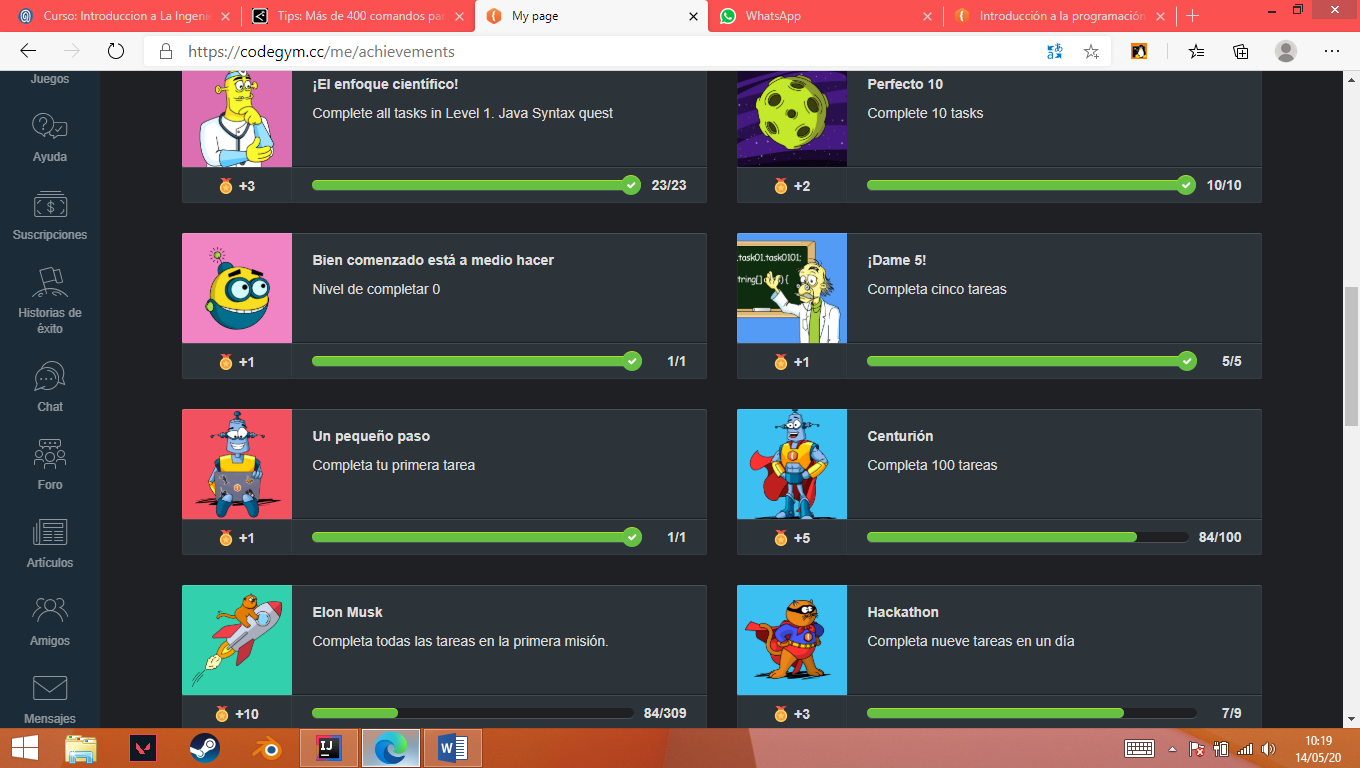 Curso: Introduccion a La Ingeni
Tips: Más de 400 comandos par
My page
WhatsApp
Introducción a la programación
https://codegym.cc/me/achievements
Juegos
Ayuda
Suscripciones
Historias de
éxito
Chat
Foro
Artículos
Amigos
Mensajes
¡El enfoque científico!
Complete all tasks in Level 1. Java Syntax quest
+3
23/23
Perfecto 10
Complete 10 tasks
+2
10/10
Bien comenzado está a medio hacer
Nivel de completar 0
+1
1/1
.task01.task0101;
tring[]
¡Dame 5!
Completa cinco tareas
+1
5/5
Un pequeño paso
Completa tu primera tarea
+1
1/1
Centurión
Completa 100 tareas
+5
84/100
Elon Musk
Completa todas las tareas en la primera misión.
+10
84/309
Hackathon
Completa nueve tareas en un día
+3
7/9
10:19
14/05/20